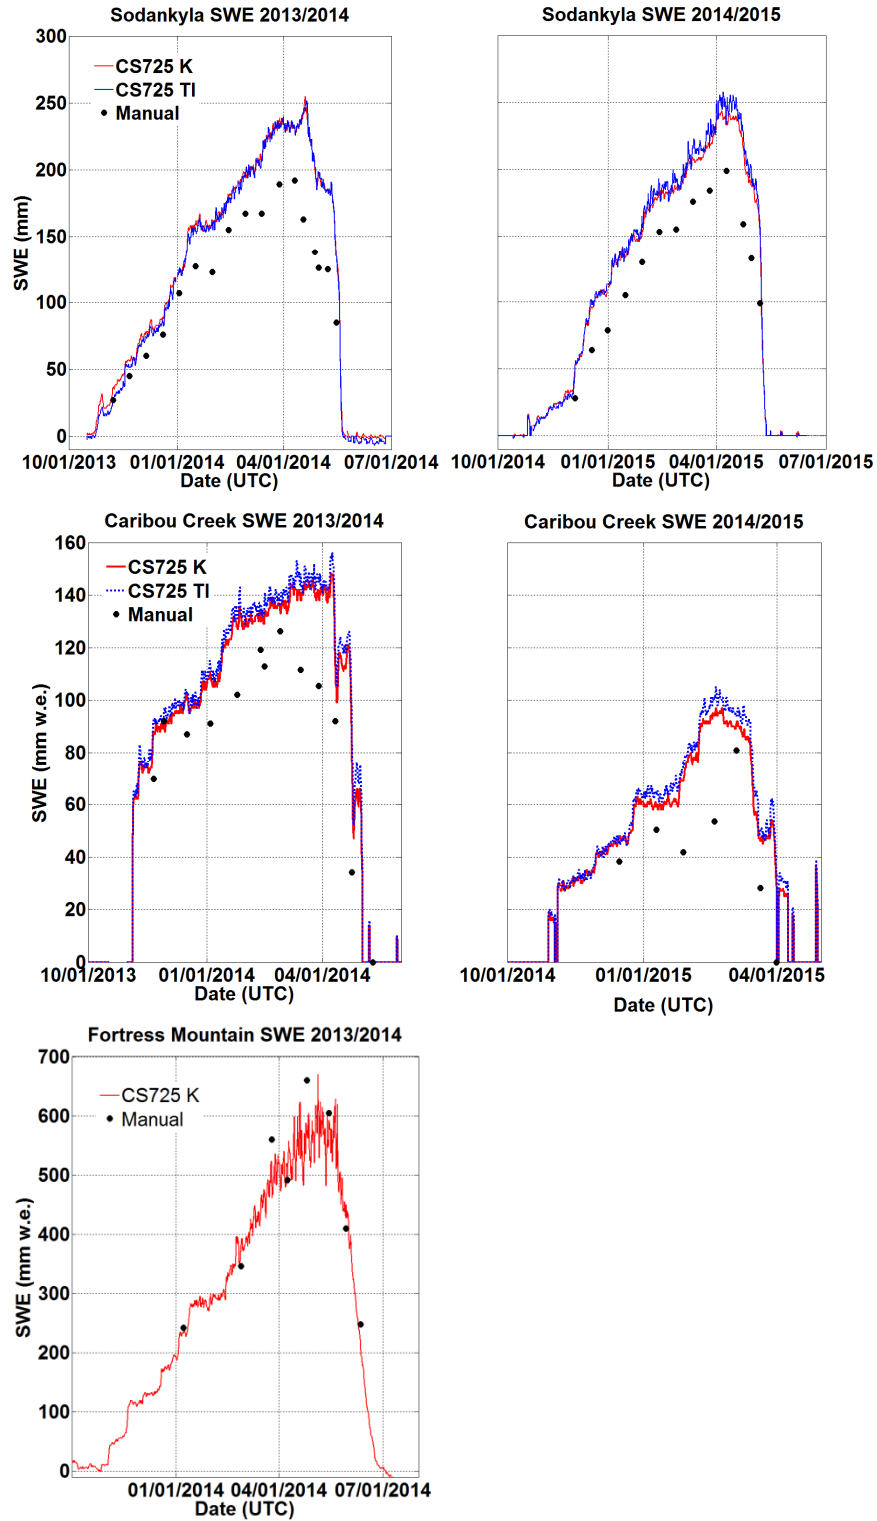 Sodankyla SWE 2013/2014
300
250
200
150
100
50
0
SWE (mm)
CS725 K
CS725 Tl
Manual
10/01/2013 01/01/2014 04/01/2014 07/01/2014
Date (UTC)
Sodankyla SWE 2014/2015
10/01/2014 01/01/2015 04/01/2015 07/01/2015
Date (UTC)
Caribou Creek SWE 2013/2014
160
140
120
100
80
60
40
20
0
SWE (mm w.e.)
CS725 K
CS725 Tl
Manual
10/01/2013 01/01/2014 04/01/2014
Date (UTC)
Caribou Creek SWE 2014/2015
10/01/2014 01/01/2015 04/01/2015
Date (UTC)
Fortress Mountain SWE 2013/2014
700
600
500
400
300
200
100
0
SWE (mm w.e.)
CS725 K
Manual
01/01/2014 04/01/2014 07/01/2014
Date (UTC)